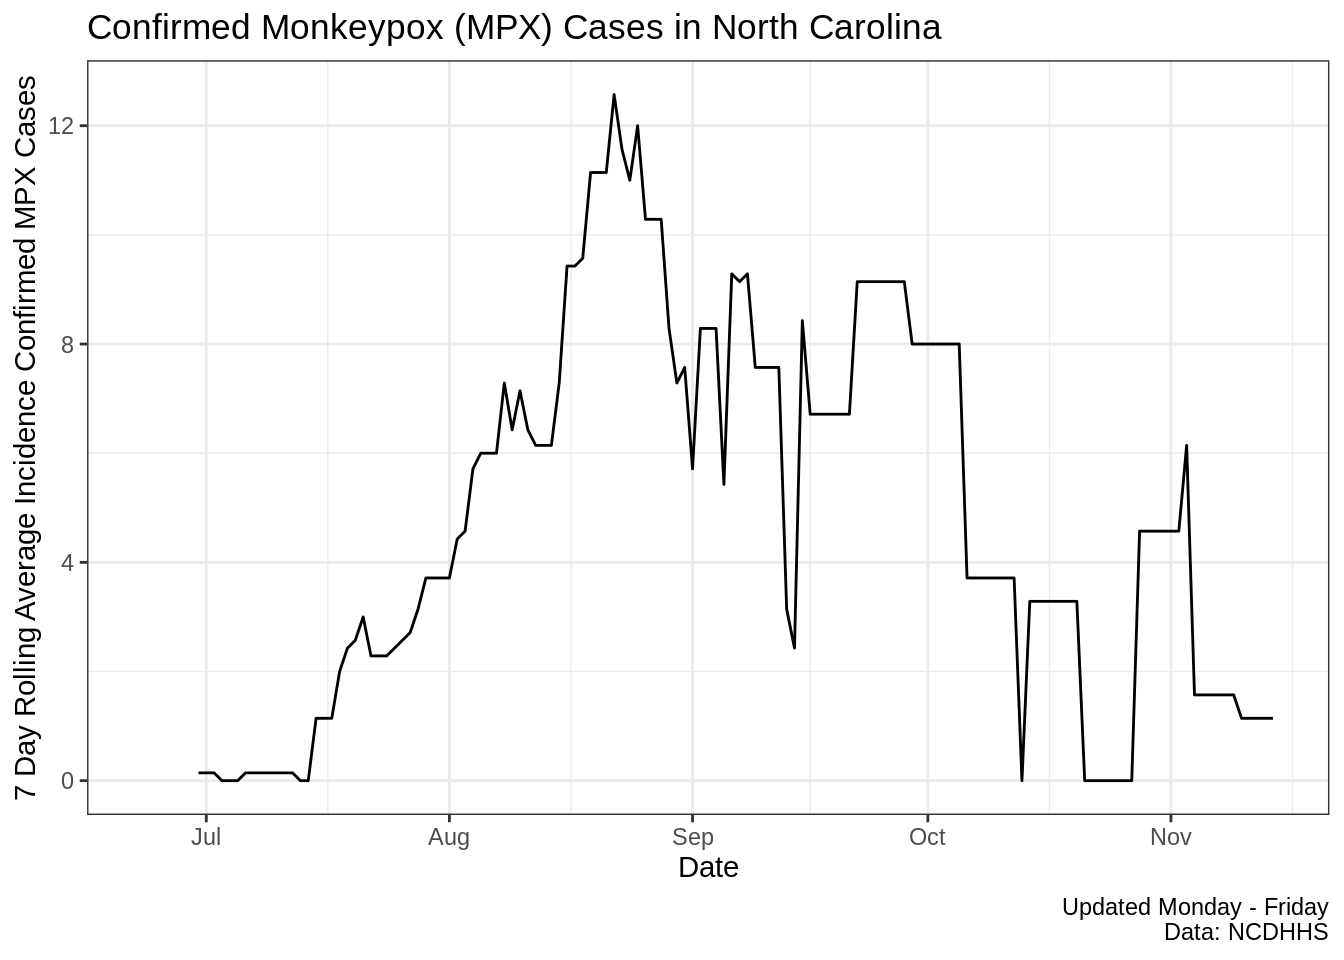 Confirmed Monkeypox (MPX) Cases in North Carolina
7 Day Rolling Average Incidence Confirmed MPX Cases
12
8
4
0
Jul Aug Sep Oct Nov
Date
Updated Monday - Friday
Data: NCDHHS